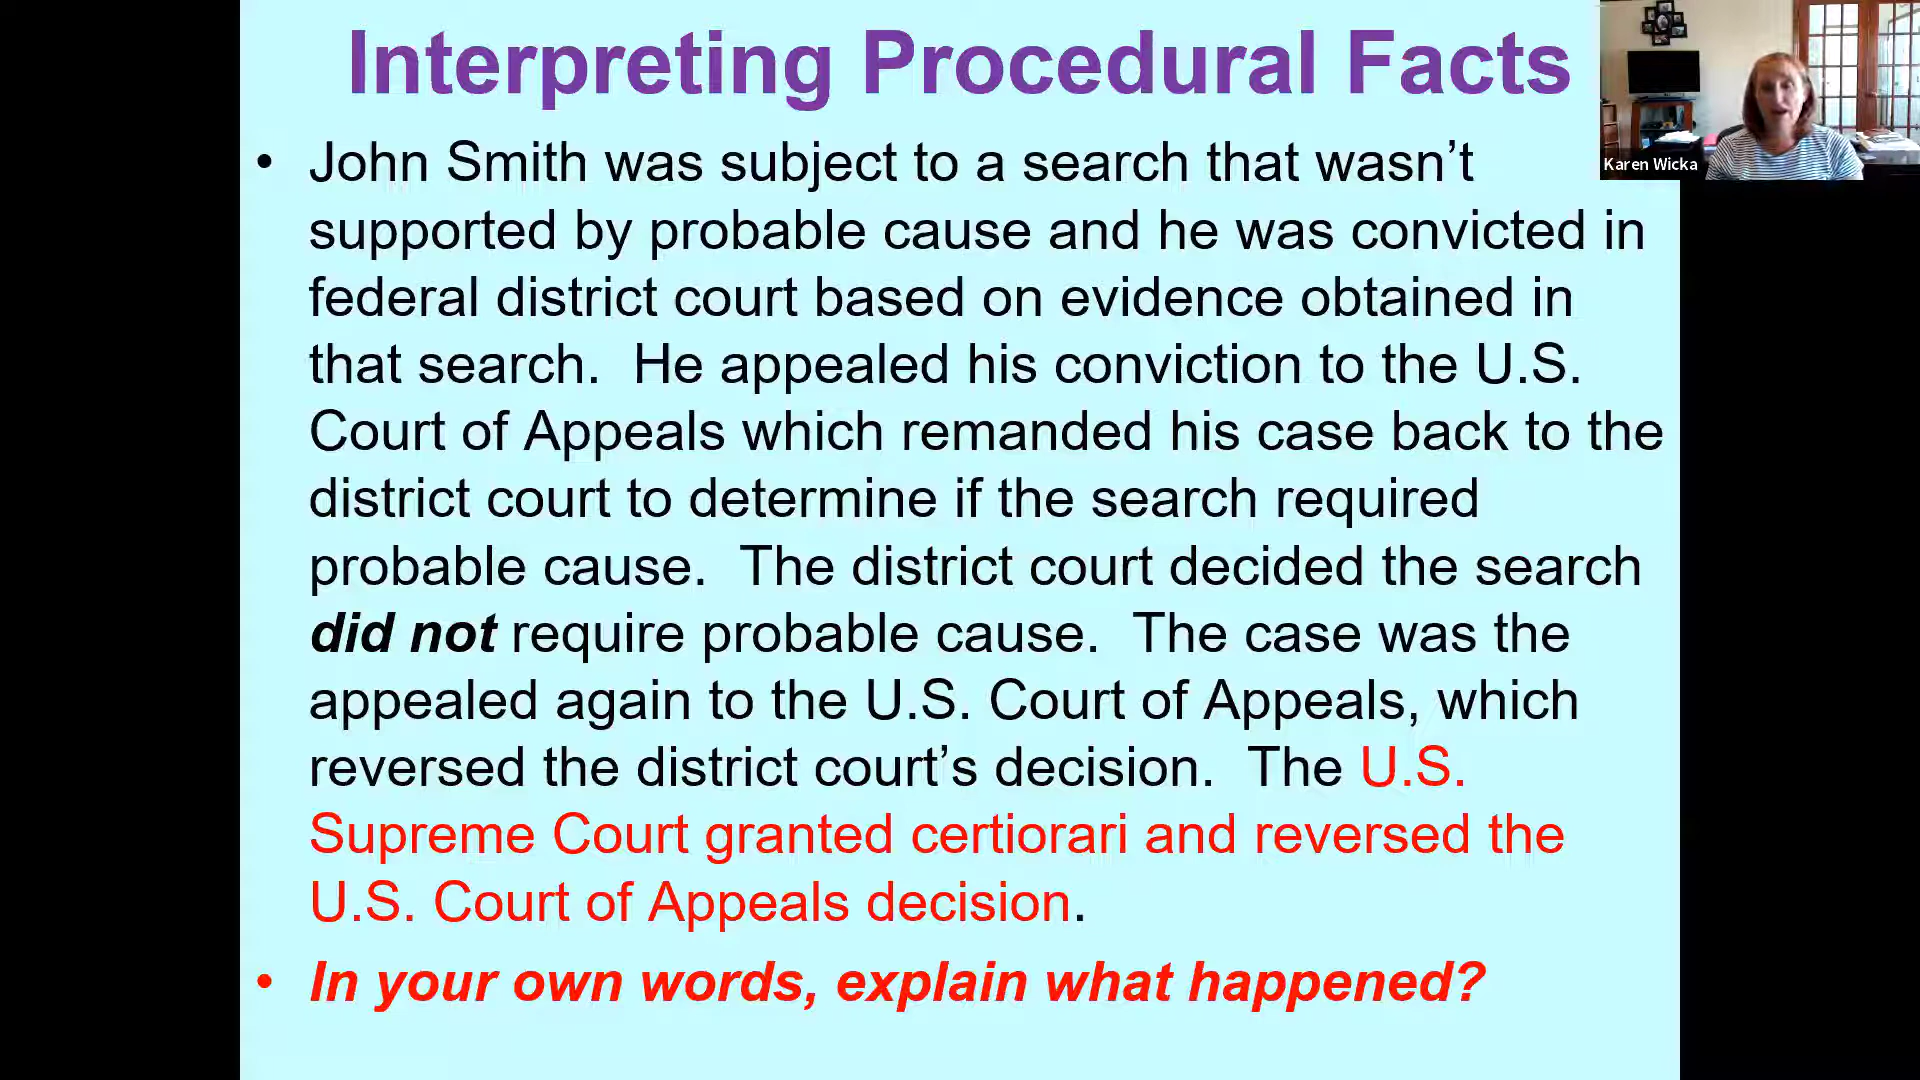 Interpreting Procedural Facts
Karen Wicka
• John Smith was subject to a search that wasn’t
supported by probable cause and he was convicted in
federal district court based on evidence obtained in
that search.  He appealed his conviction to the U.S.
Court of Appeals which remanded his case back to the
district court to determine if the search required
probable cause.  The district court decided the search
did not require probable cause.  The case was the
appealed again to the U.S. Court of Appeals, which
reversed the district court’s decision.  The U.S.
Supreme Court granted certiorari and reversed the
U.S. Court of Appeals decision.
• In your own words, explain what happened?